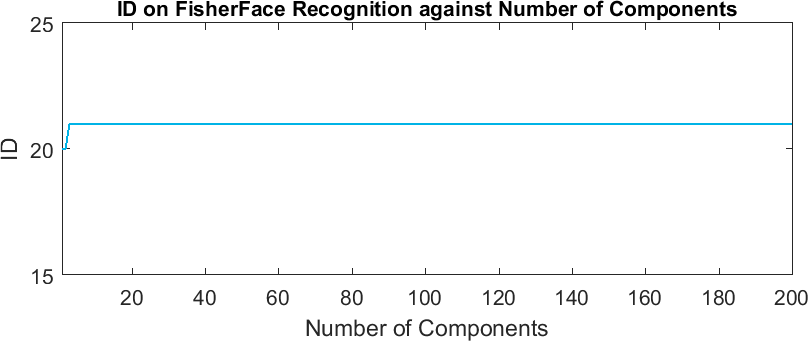 ID on FisherFace Recognition against Number of Components
25
20
15
ID
20 40 60 80 100 120 140 160 180 200
Number of Components